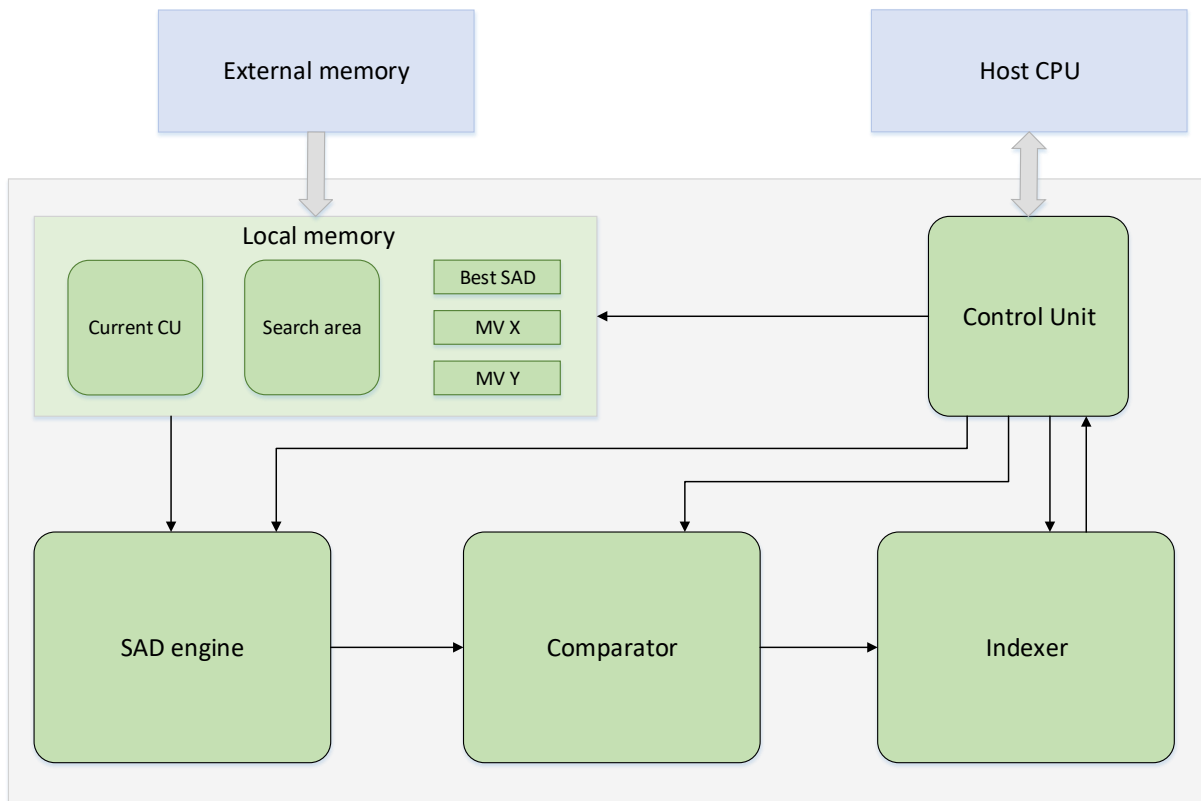 External memory
Host CPU
Local memory
Current CU
Search area
Best SAD
MV X
MV Y
Control Unit
SAD engine
Comparator
Indexer